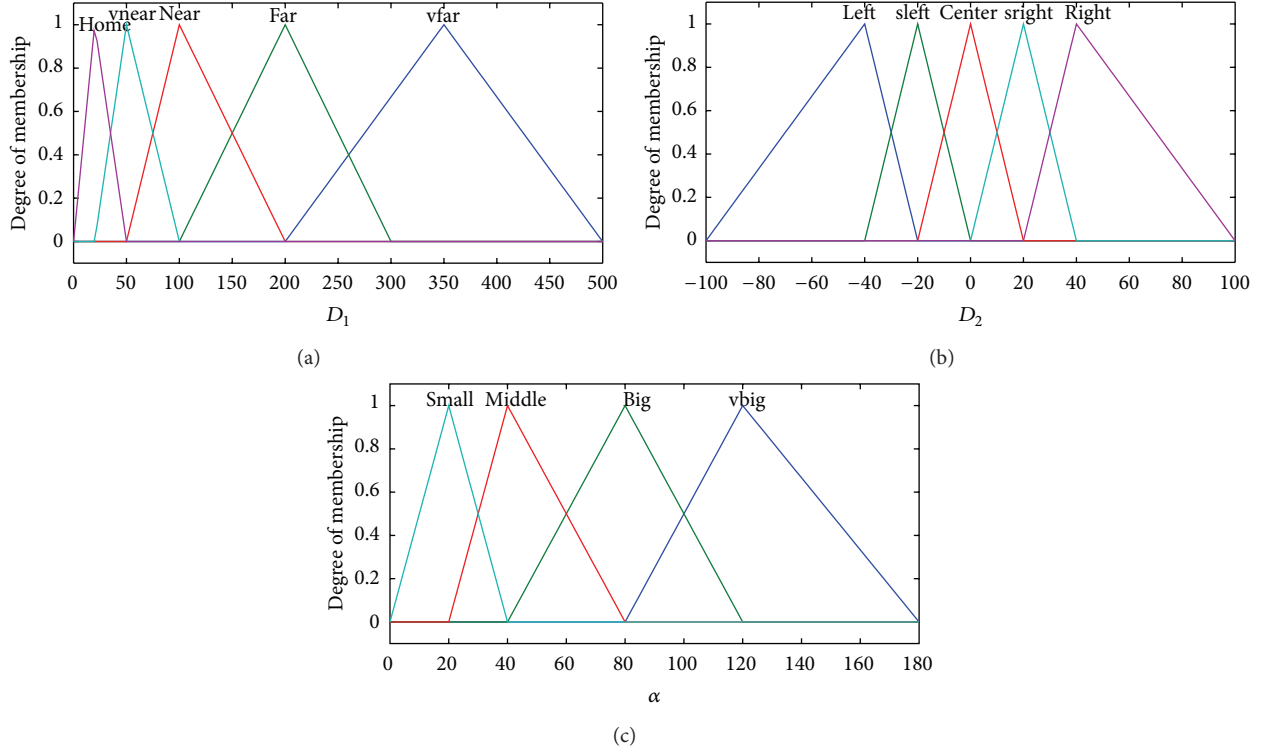 Home vnear Near Far vfar
Degree of membership
1
0.8
0.6
0.4
0.2
0
0 50 100 150 200 250 300 350 400 450 500
D1
(a)
Left sleft Center sright Right
Degree of membership
1
0.8
0.6
0.4
0.2
0
−100 −80 −60 −40 −20 0 20 40 60 80 100
D2
(b)
Small Middle Big vbig
Degree of membership
1
0.8
0.6
0.4
0.2
0
0 20 40 60 80 100 120 160 180
α
(c)